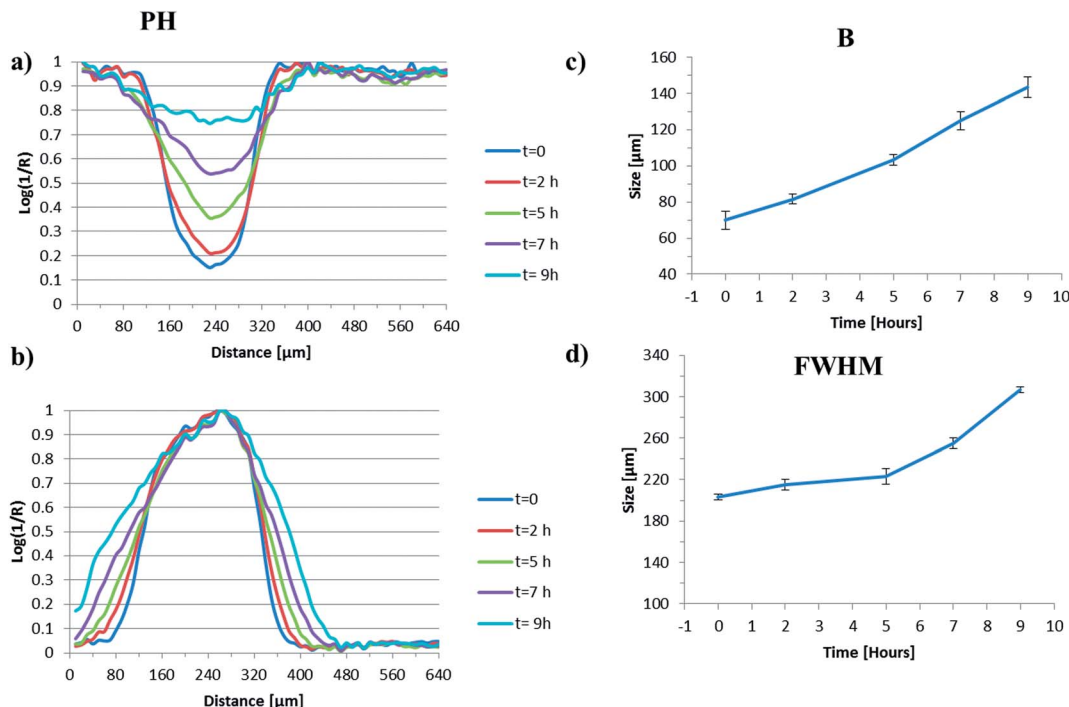 PH
a)
Log(1/R)
1
0.9
0.8
0.7
0.6
0.5
0.4
0.3
0.2
0.1
0
0 80 160 240 320 400 480 560 640
Distance [µm]
t=0
t=2 h
t=5 h
t=7 h
t= 9h
b)
Log(1/R)
1
0.9
0.8
0.7
0.6
0.5
0.4
0.3
0.2
0.1
0
0 80 160 240 320 400 480 560 640
Distance [µm]
t=0
t=2 h
t=5 h
t=7 h
t= 9h
B
c)
Size [µm]
160
140
120
100
80
60
40
-1 0 1 2 3 4 5 6 7 8 9 10
Time [Hours]
d)
FWHM
Size [µm]
340
300
260
220
180
140
100
-1 0 1 2 3 4 5 6 7 8 9 10
Time [Hours]